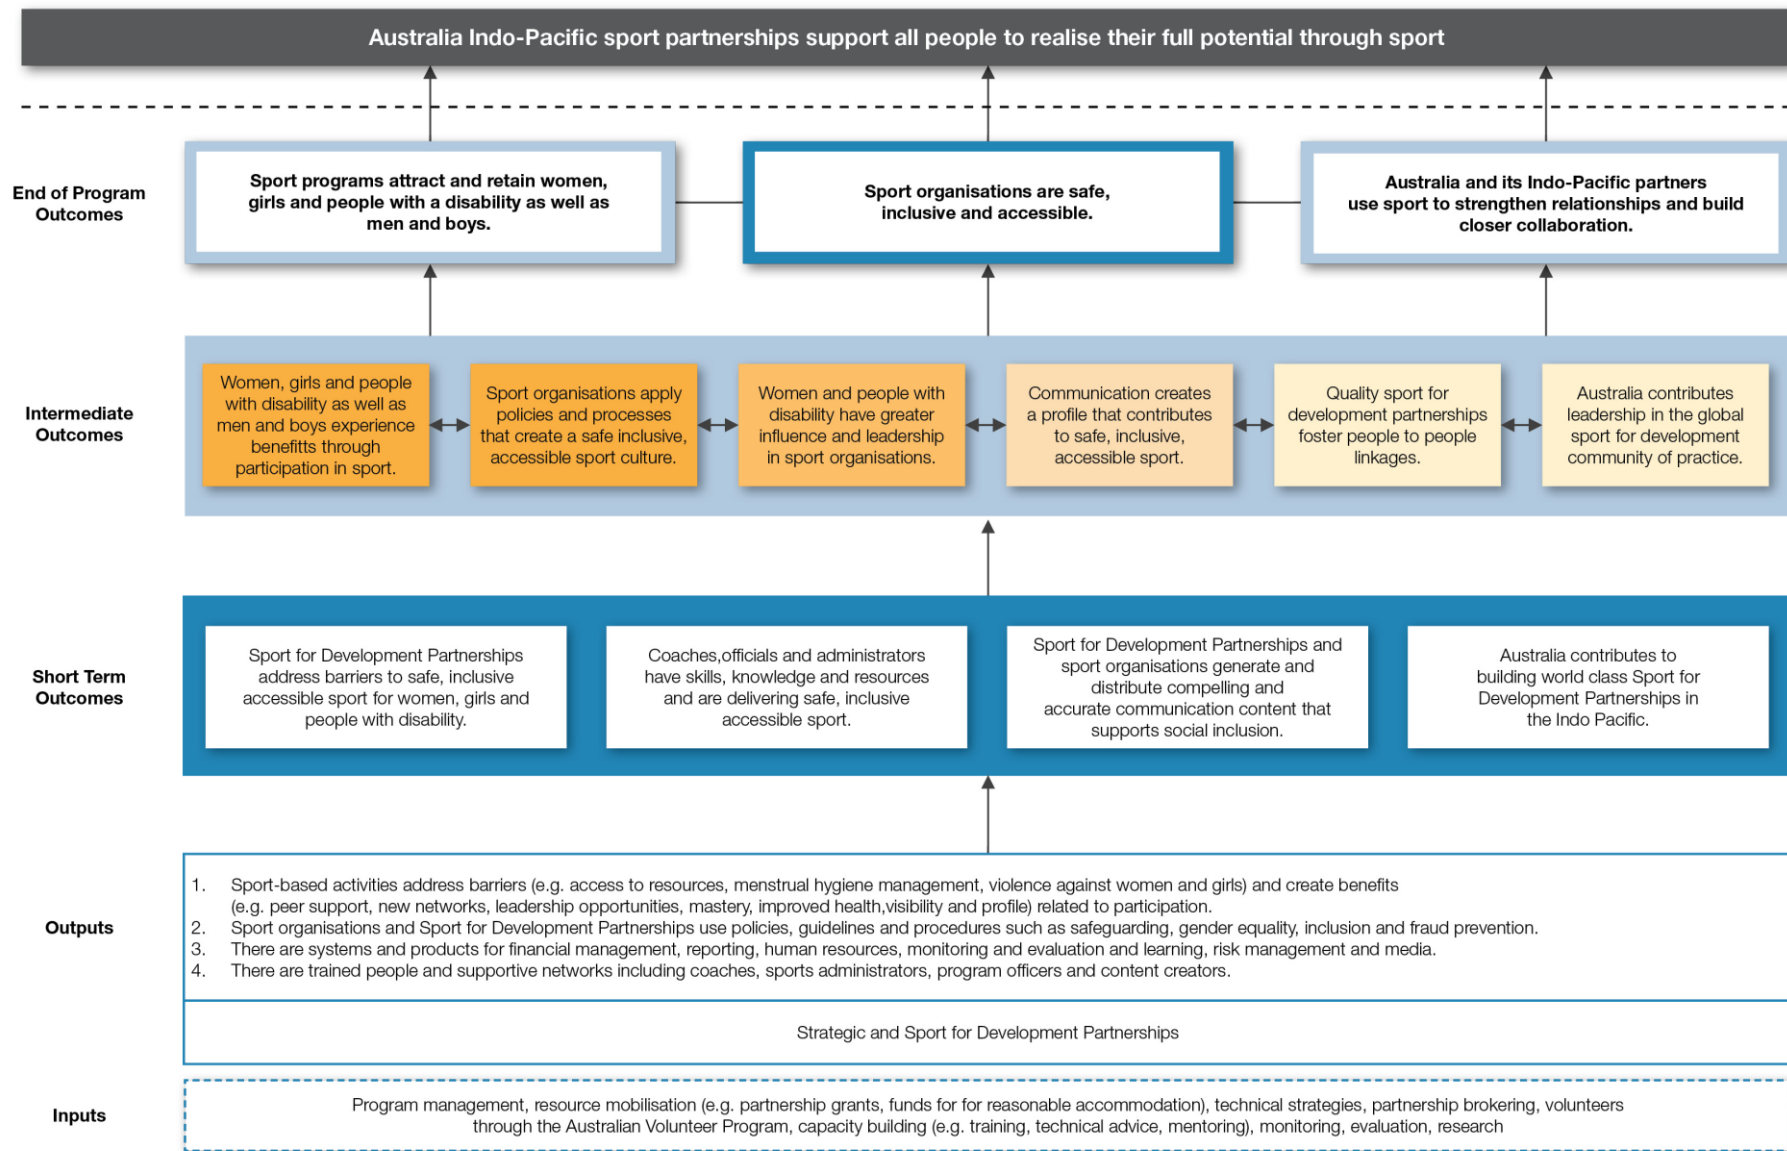 Australia Indo-Pacific sport partnerships support all people to realise their full potential through sport
End of Program
Outcomes
Sport programs attract and retain women,
girls and people with a disability as well as
men and boys.
Sport organisations are safe,
inclusive and accessible.
Australia and its Indo-Pacific partners
use sport to strengthen relationships and build
closer collaboration.
Intermediate
Outcomes
Women, girls and people
with disability as well as
men and boys experience
benefitts through
participation in sport.
Sport organisations apply
policies and processes
that create a safe inclusive,
accessible sport culture.
Women and people with
disability have greater
influence and leadership
in sport organisations.
Communication creates
a profile that contributes
to safe, inclusive,
accessible sport.
Quality sport for
development partnerships
foster people to people
linkages.
Australia contributes
leadership in the global
sport for development
community of practice.
Short Term
Outcomes
Sport for Development Partnerships
address barriers to safe, inclusive
accessible sport for women, girls and
people with disability.
Coaches,officials and administrators
have skills, knowledge and resources
and are delivering safe, inclusive
accessible sport.
Sport for Development Partnerships and
sport organisations generate and
distribute compelling and
accurate communication content that
supports social inclusion.
Australia contributes to
building world class Sport for
Development Partnerships in
the Indo Pacific.
Outputs
1. Sport-based activities address barriers (e.g. access to resources, menstrual hygiene management, violence against women and girls) and create benefits
(e.g. peer support, new networks, leadership opportunities, mastery, improved health,visibility and profile) related to participation.
2. Sport organisations and Sport for Development Partnerships use policies, guidelines and procedures such as safeguarding, gender equality, inclusion and fraud prevention.
3. There are systems and products for financial management, reporting, human resources, monitoring and evaluation and learning, risk management and media.
4. There are trained people and supportive networks including coaches, sports administrators, program officers and content creators.
Strategic and Sport for Development Partnerships
Inputs
Program management, resource mobilisation (e.g. partnership grants, funds for for reasonable accommodation), technical strategies, partnership brokering, volunteers
through the Australian Volunteer Program, capacity building (e.g. training, technical advice, mentoring), monitoring, evaluation, research